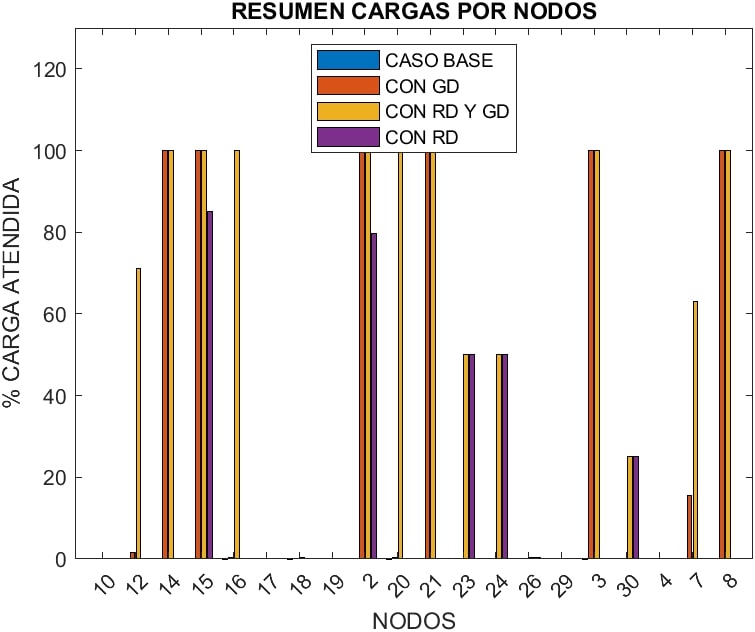 RESUMEN CARGAS POR NODOS
CASO BASE
CON GD
CON RD Y GD
CON RD
% CARGA ATENDIDA
120
100
80
60
40
20
0
10 12 14 15 16 17 18 19 2 20 21 23 24 26 29 3 30 4 7 8
NODOS